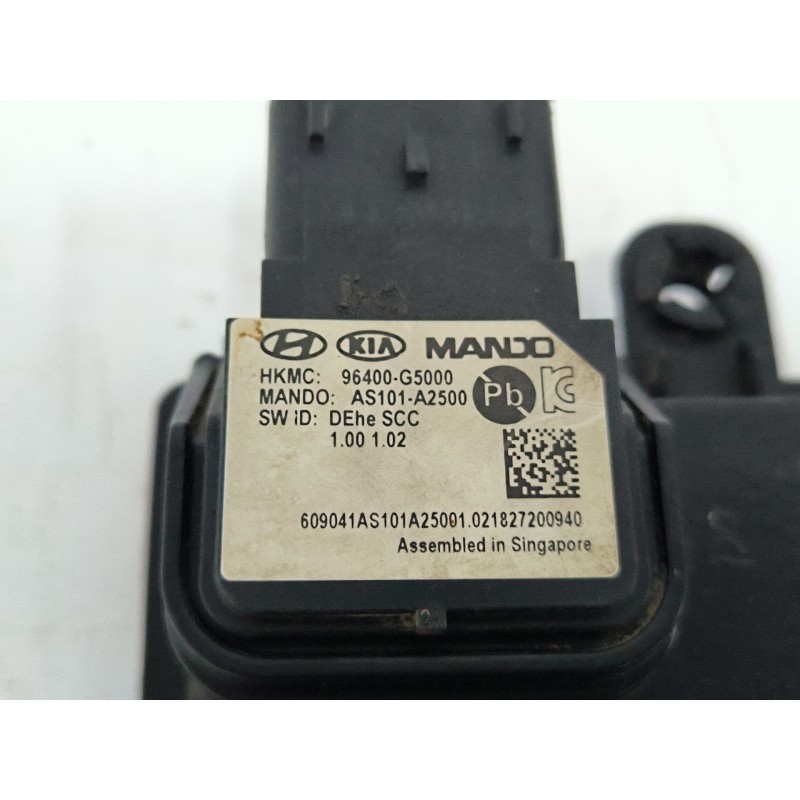 KIA MANDO
HKMC: 96400-G5000
MANDO: AS101-A2500
SW ID: DEhe SCC
1.00 1.02
Pb
609041AS101A25001.021827200940
Assembled in Singapore